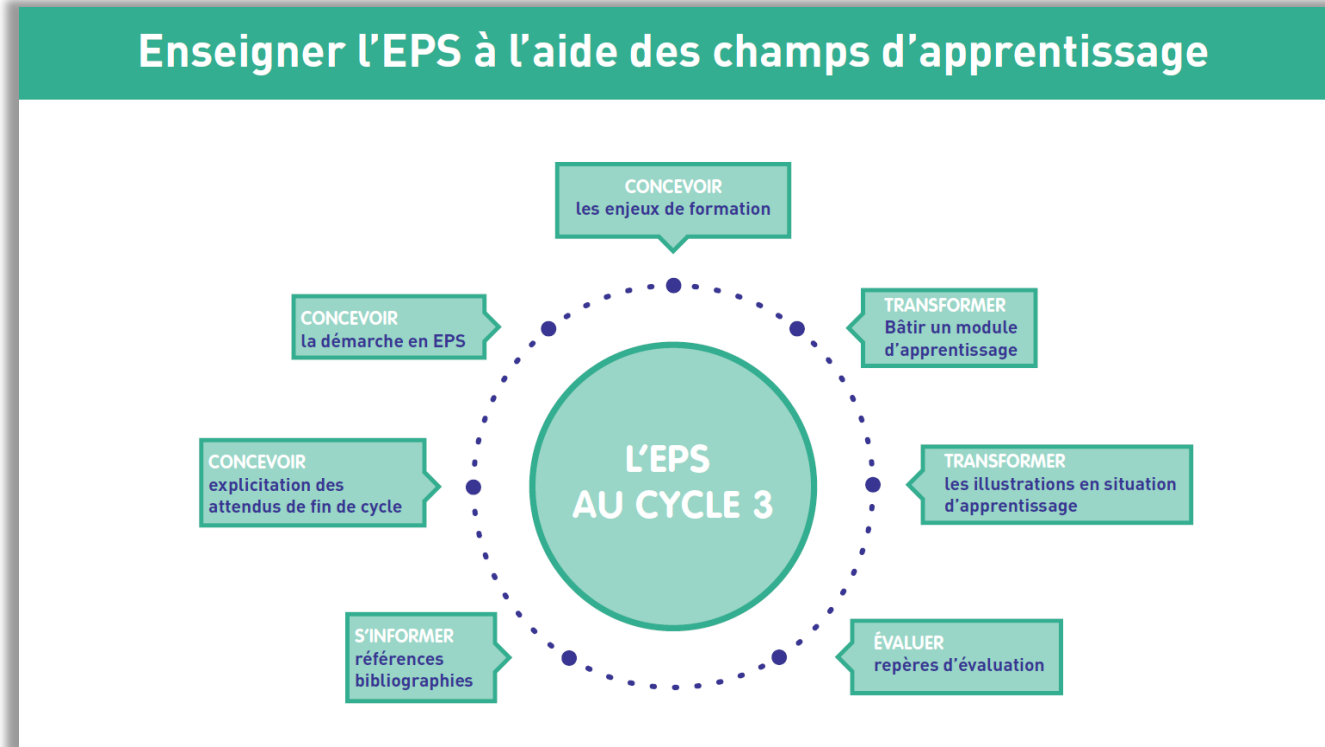 Enseigner l'EPS à l'aide des champs d'apprentissage
CONCEVOIR
les enjeux de formation
CONCEVOIR
la démarche en EPS
TRANSFORMER
Bâtir un module
d'apprentissage
CONCEVOIR
explicitation des
attendus de fin de cycle
L'EPS
AU CYCLE 3
TRANSFORMER
les illustrations en situation
d'apprentissage
S'INFORMER
références
bibliographies
ÉVALUER
repères d'évaluation